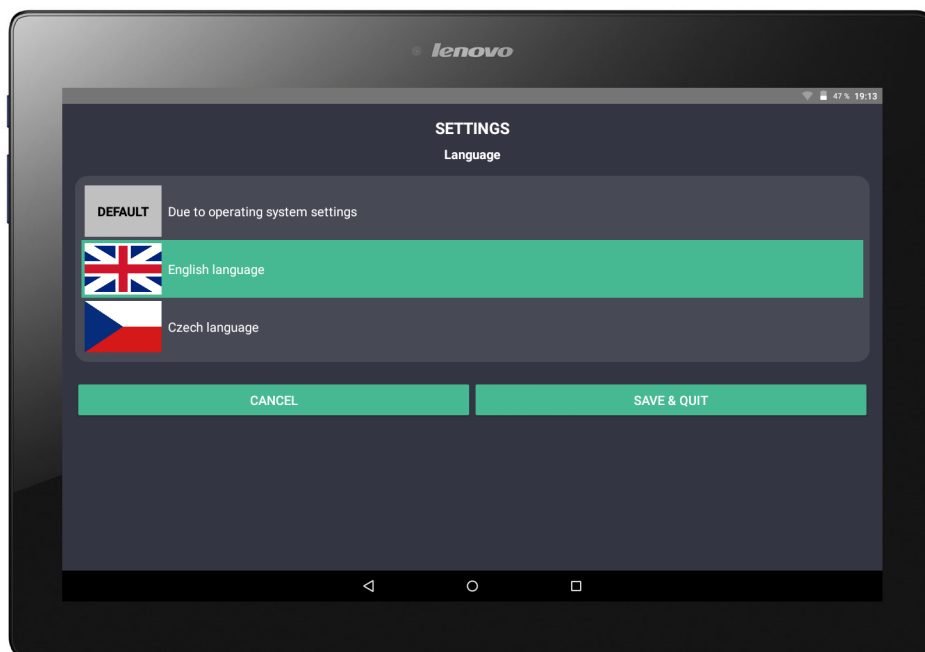 lenovo
47 % 19:13
SETTINGS
Language
DEFAULT Due to operating system settings
English language
Czech language
CANCEL SAVE & QUIT